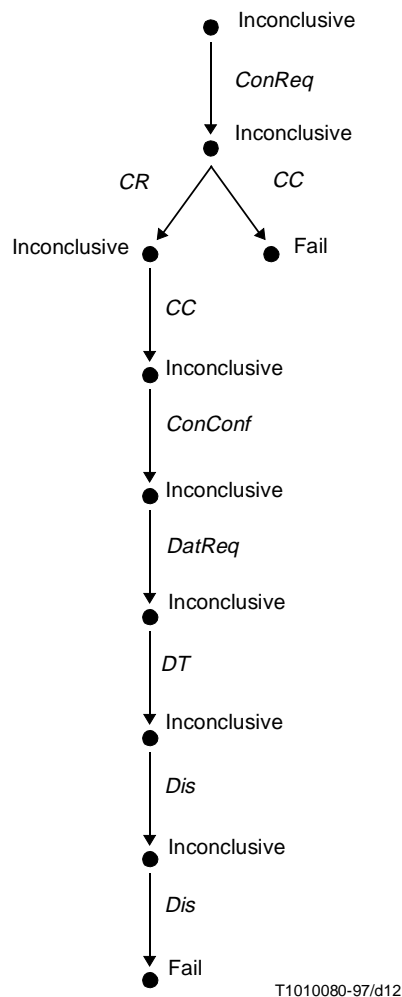 Inconclusive
ConReq
Inconclusive
CR
CC
Inconclusive
Fail
CC
Inconclusive
ConConf
Inconclusive
DatReq
Inconclusive
DT
Inconclusive
Dis
Inconclusive
Dis
Fail
T1010080-97/d12